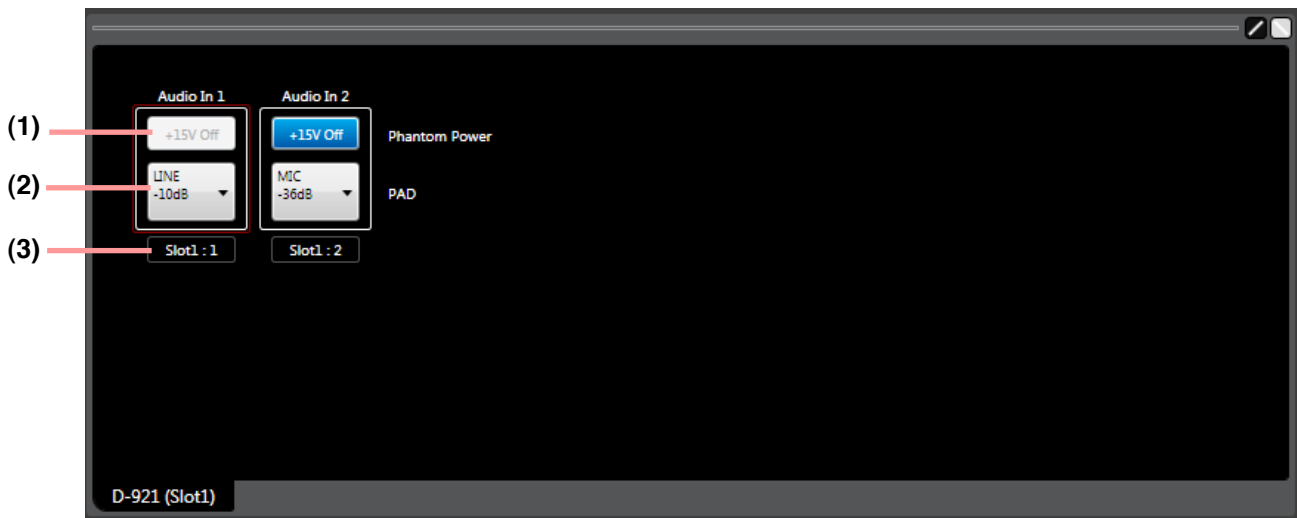 Audio In 1 Audio In 2
(1) +15V Off +15V Off Phantom Power
(2) LINE MIC
-10dB -36dB PAD
(3) Slot1 : 1 Slot1 : 2
D-921 (Slot1)